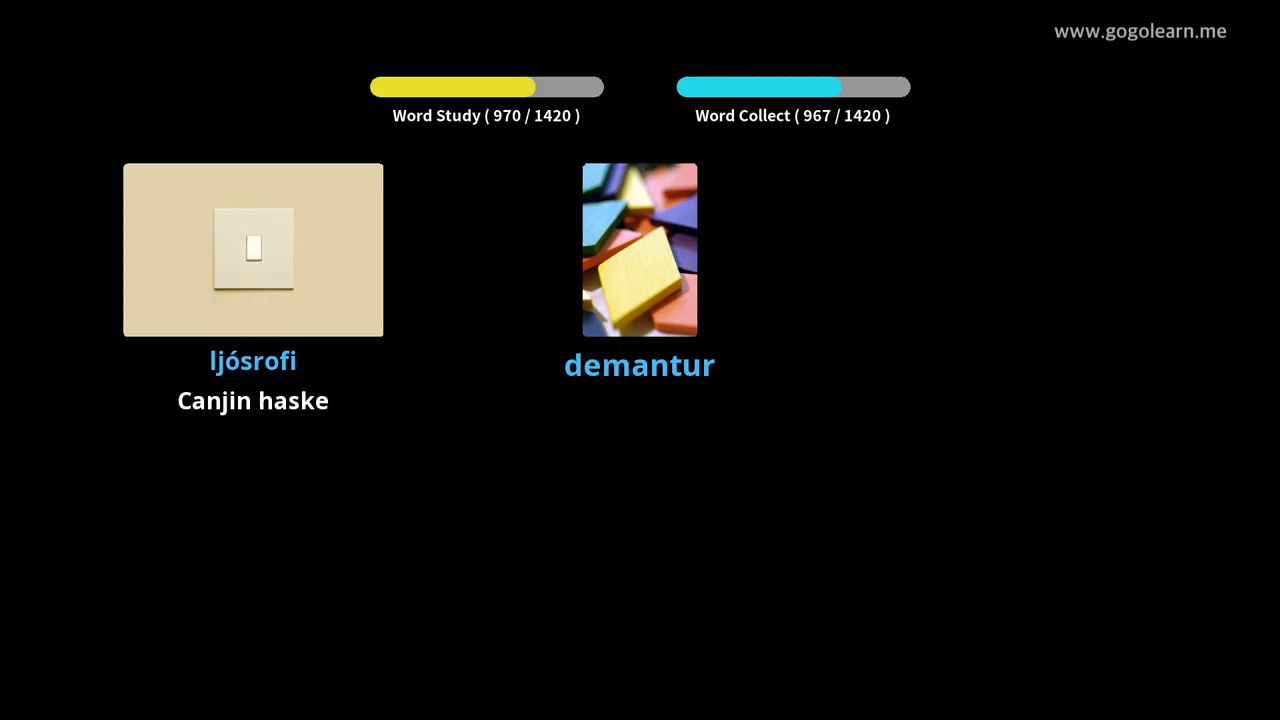 www.gogolearn.me
Word Study ( 970 / 1420 )
Word Collect ( 967 / 1420 )
ljósrofi
Canjin haske
demantur